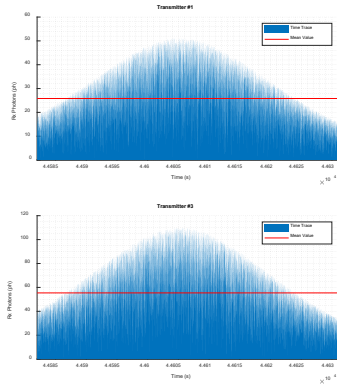 Transmitter #1
60
50
40
30
20
10
0
Rx Photons (ph)
Time Trace
Mean Value
4.4585 4.459 4.4595 4.46 4.4605 4.461 4.4615 4.462 4.4625 4.463
Time (s)
×10 4
Transmitter #3
120
100
80
60
40
20
0
Rx Photons (ph)
Time Trace
Mean Value
4.4585 4.459 4.4595 4.46 4.4605 4.461 4.4615 4.462 4.4625 4.463
Time (s)
×10 4